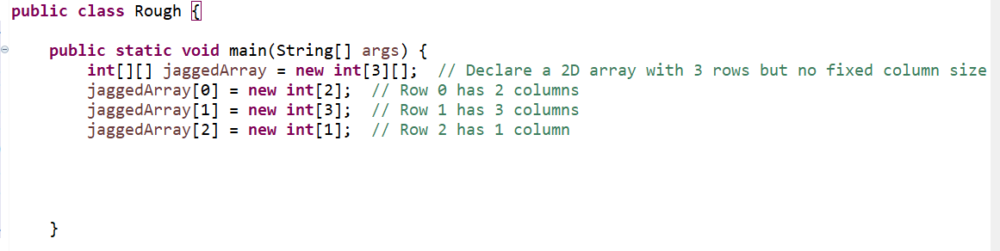 public class Rough {
public static void main(String[] args) {
int[][] jaggedArray = new int[3][];  // Declare a 2D array with 3 rows but no fixed column size
jaggedArray[0] = new int[2];  // Row 0 has 2 columns
jaggedArray[1] = new int[3];  // Row 1 has 3 columns
jaggedArray[2] = new int[1];  // Row 2 has 1 column
}